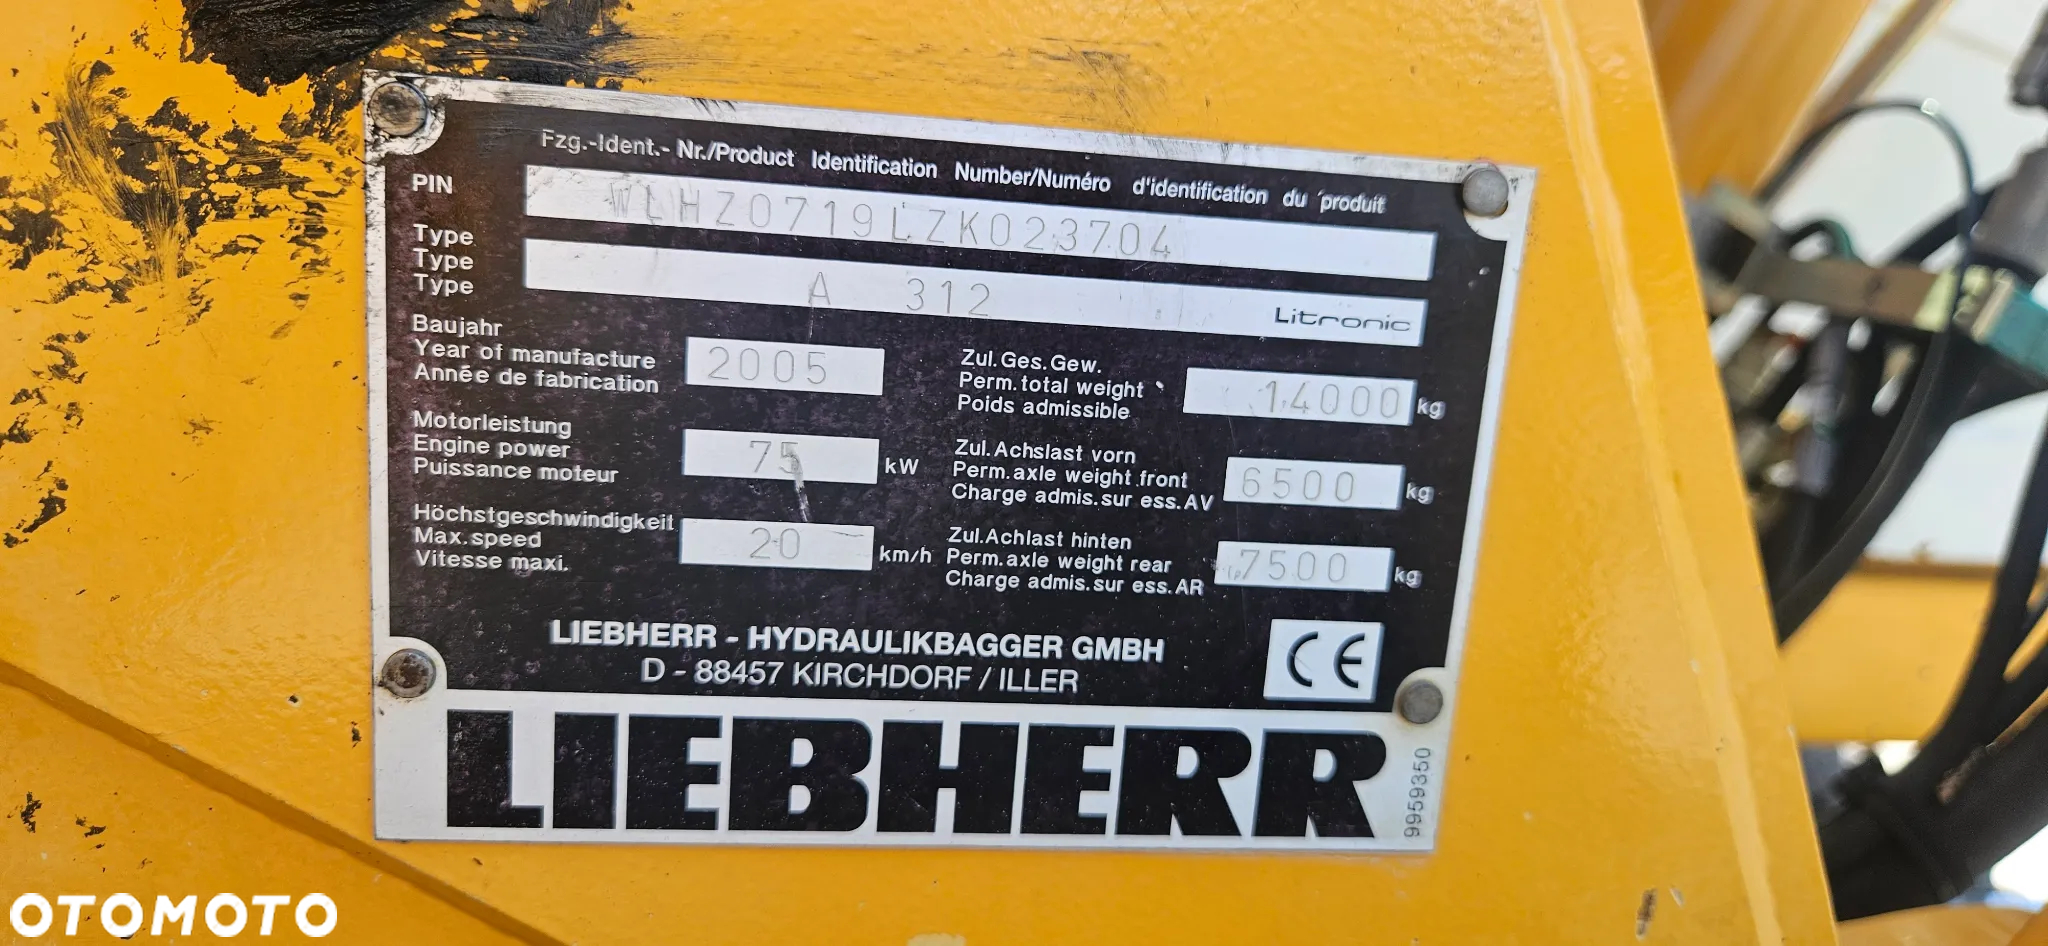 Fzg.-Ident.- Nr./Product Identification Number/Numéro d'identification du produit
PIN WLHZ0719LZK023704
Type
Type A 312 Litronic
Type
Baujahr
Year of manufacture 2005
Année de fabrication
Zul.Ges.Gew.
Perm.total weight 14000 kg
Poids admissible
Motorleistung
Engine power 75 kW
Puissance moteur
Zul.Achslast vorn
Perm.axle weight front 6500 kg
Charge admis.sur ess.AV
Höchstgeschwindigkeit
Max.speed 20 km/h
Vitesse maxi.
Zul.Achlast hinten
Perm.axle weight rear 7500 kg
Charge admis.sur ess.AR
LIEBHERR - HYDRAULIKBAGGER GMBH
D - 88457 KIRCHDORF / ILLER
CE
LIEBHERR
9959350
OTOMOTO